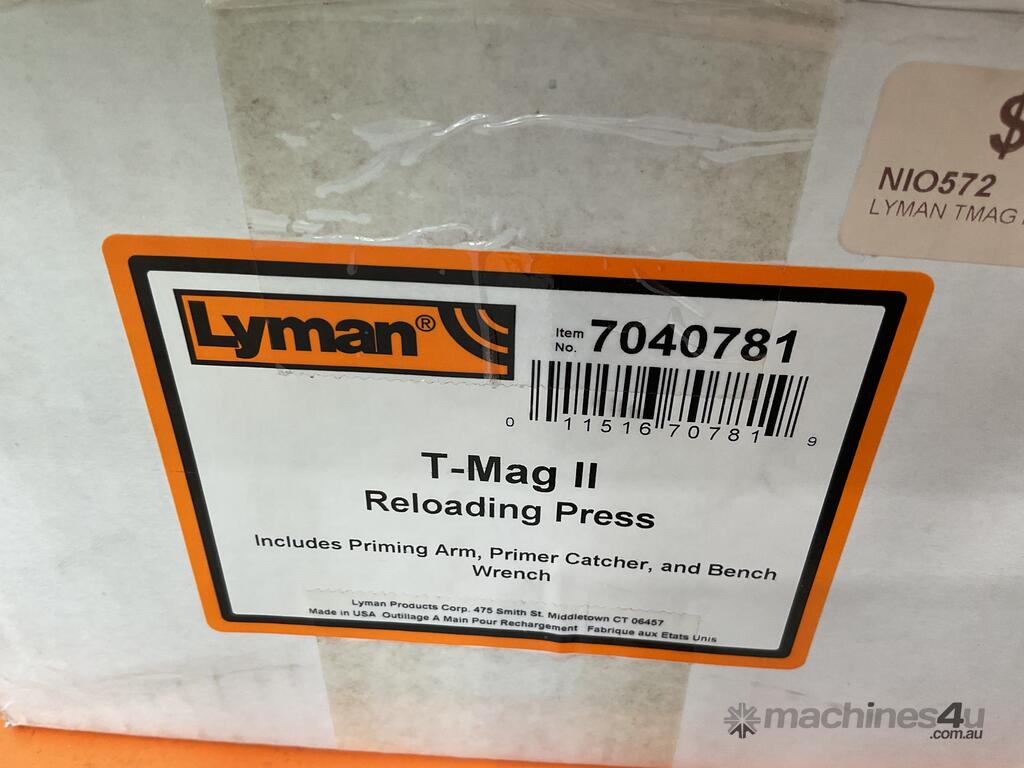 $
NIO572
LYMAN TMAG
Lyman®
Item No. 7040781
0 11516 70781 9
T-Mag II
Reloading Press
Includes Priming Arm, Primer Catcher, and Bench
Wrench
Lyman Products Corp. 475 Smith St. Middletown CT 06457
Made in USA Outillage A Main Pour Rechargement Fabrique aux Etats Unis
machines4u
.com.au